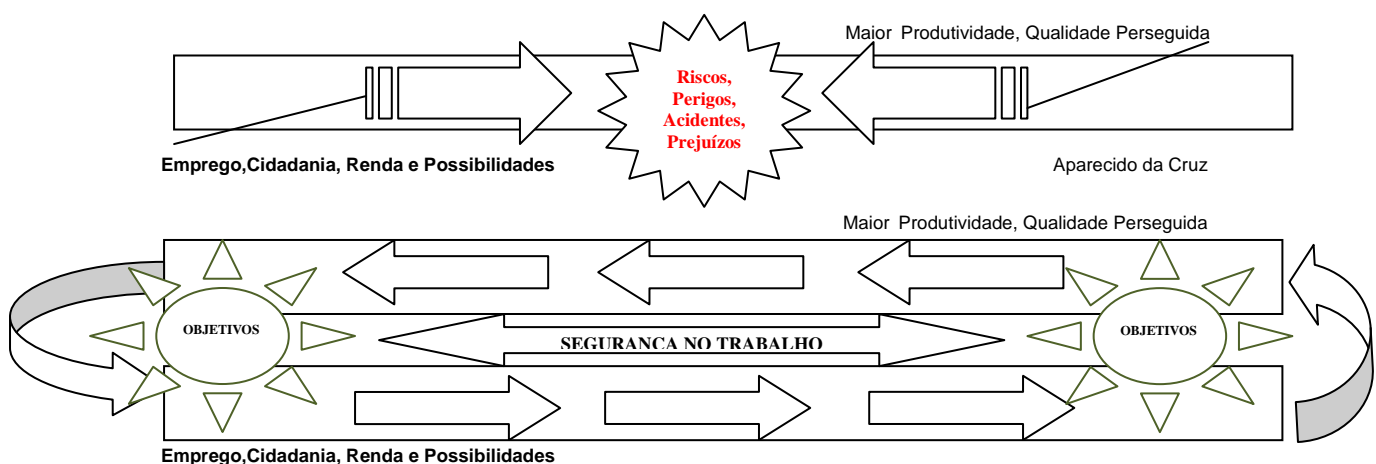 Maior Produtividade, Qualidade Perseguida
Riscos,
Perigos,
Acidentes,
Prejuízos
Emprego,Cidadania, Renda e Possibilidades
Aparecido da Cruz
Maior Produtividade, Qualidade Perseguida
OBJETIVOS
SEGURANCA NO TRABALHO
OBJETIVOS
Emprego,Cidadania, Renda e Possibilidades